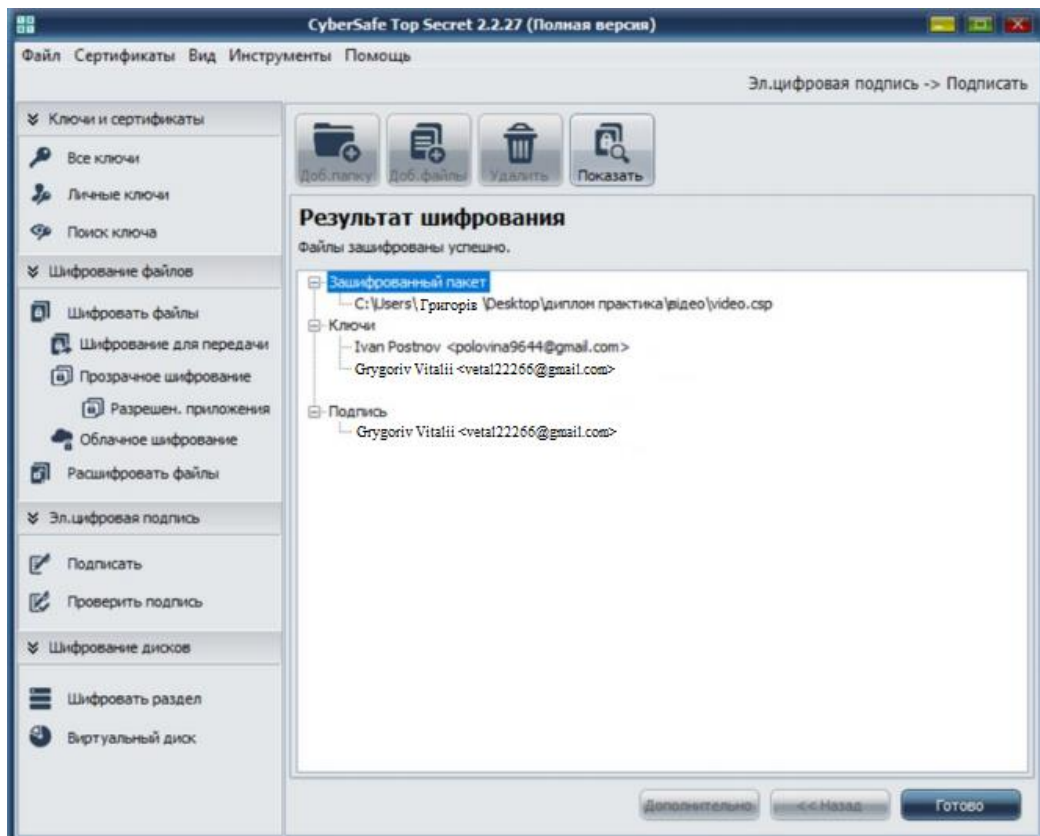 CyberSafe Top Secret 2.2.27 (Полная версия)
Файл Сертификаты Вид Инструменты Помощь
Эл.цифровая подпись -> Подписать
Ключи и сертификаты
Все ключи
Личные ключи
Поиск ключа
Шифрование файлов
Шифровать файлы
Шифрование для передачи
Прозрачное шифрование
Разрешен. приложения
Облачное шифрование
Расшифровать файлы
Эл.цифровая подпись
Подписать
Проверить подпись
Шифрование дисков
Шифровать раздел
Виртуальный диск
Доб.папку Доб.файлы Удалить Показать
Результат шифрования
Файлы зашифрованы успешно.
Зашифрованный пакет
C:\Users\Григорів \Desktop\диплом практика\відео\video.csp
Ключи
Ivan Postnov <polovina9644@gmail.com>
Grygoriv Vitalii <vetal22266@gmail.com>
Подпись
Grygoriv Vitalii <vetal22266@gmail.com>
Дополнительно << Назад Готово